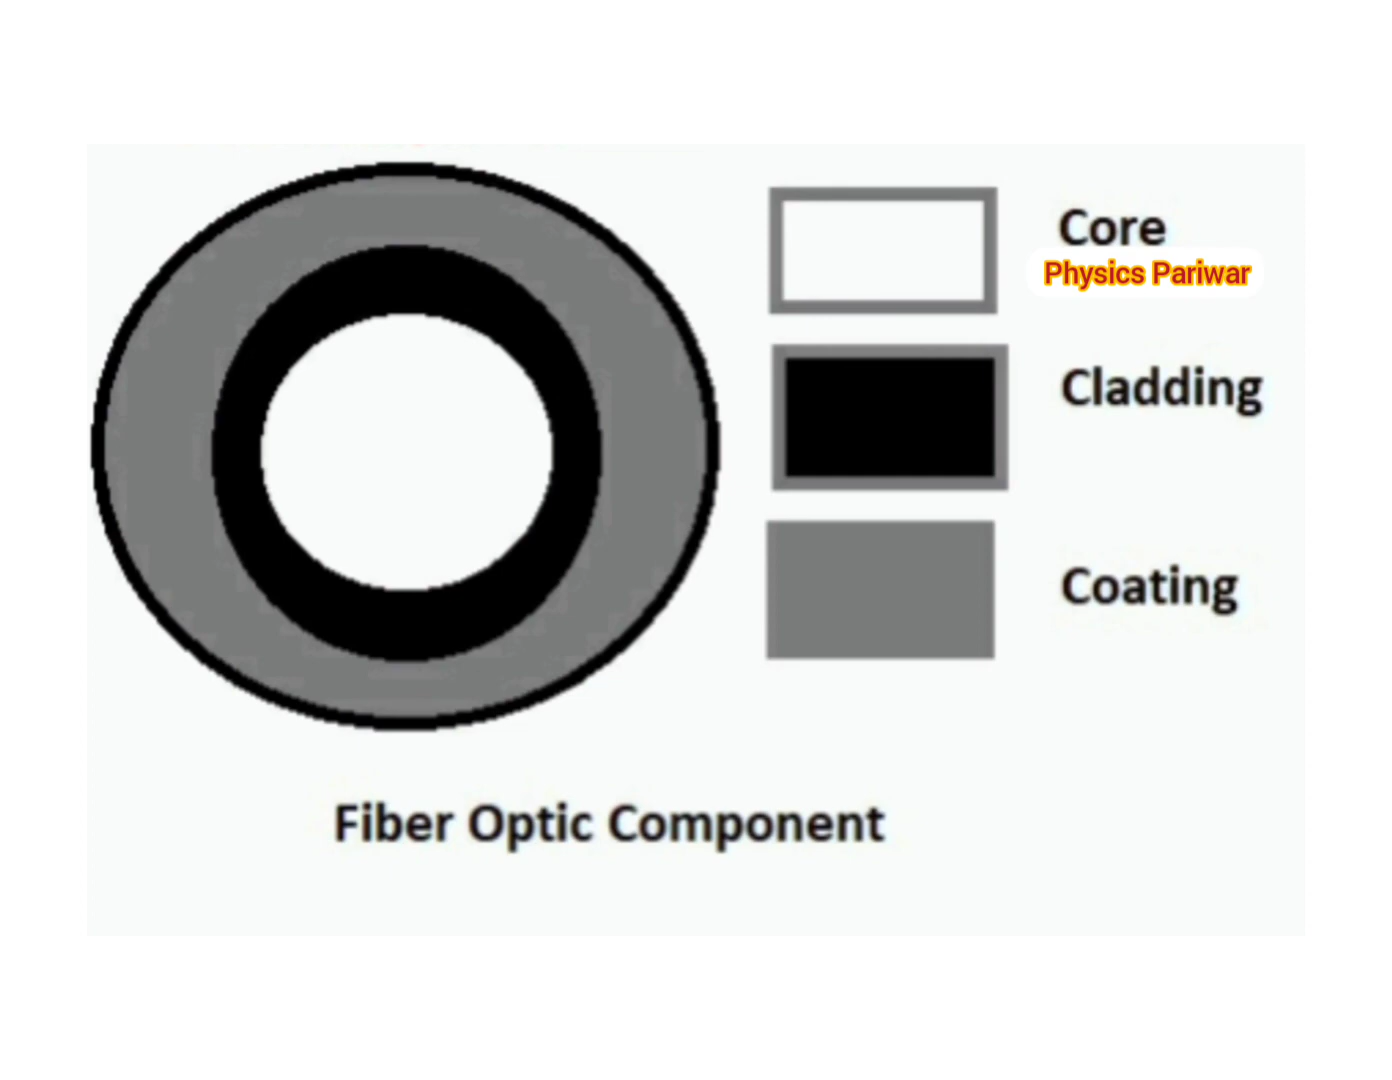 Core
Physics Pariwar
Cladding
Coating
Fiber Optic Component